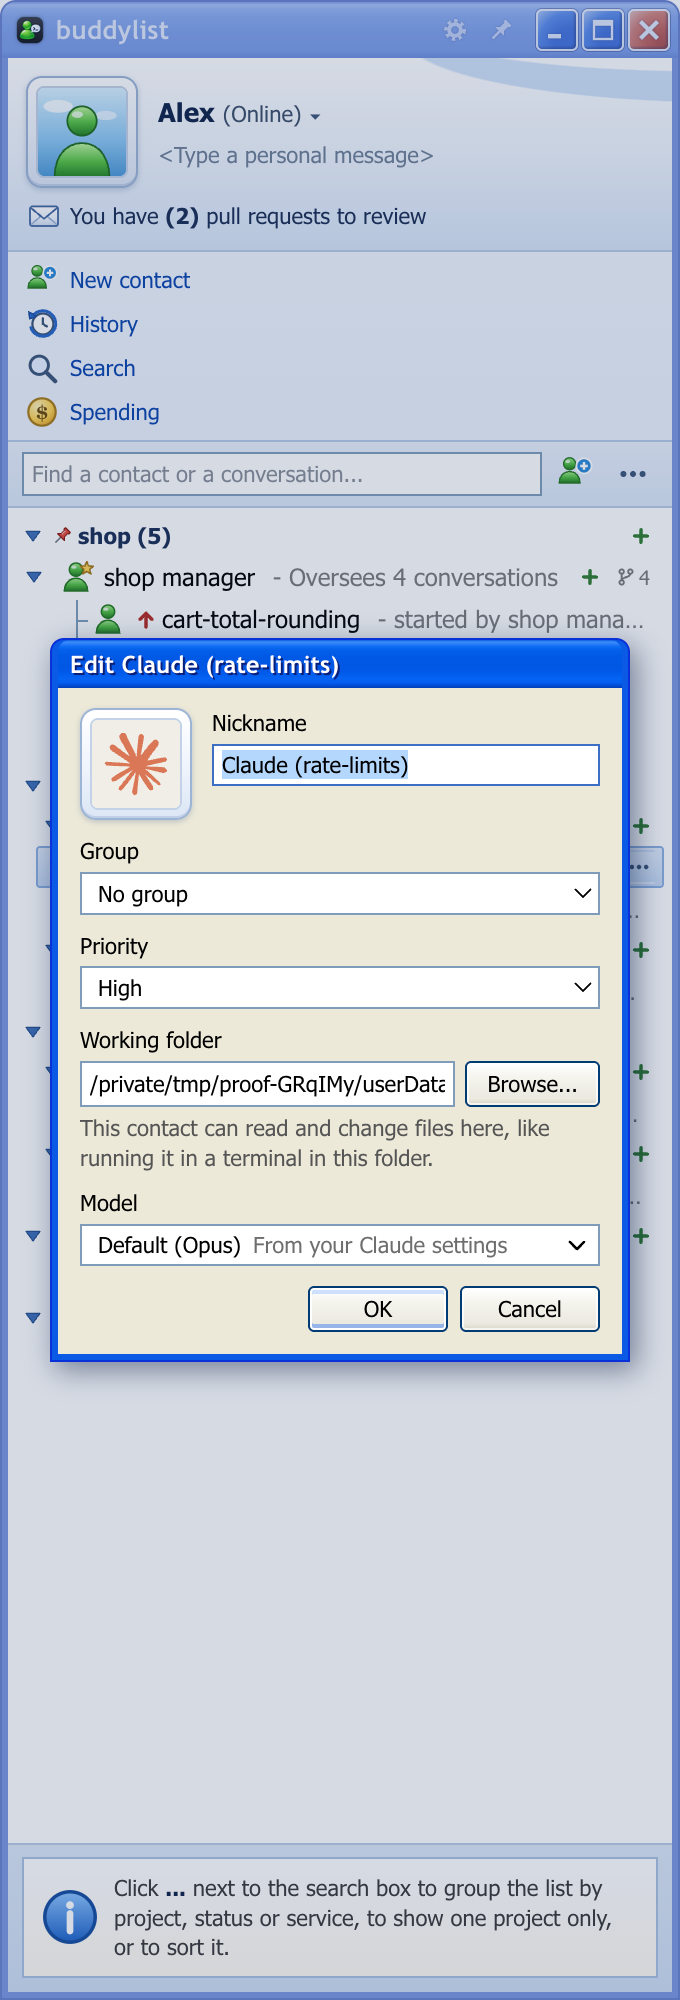 buddylist
Alex (Online)
<Type a personal message>
You have (2) pull requests to review
New contact
History
Search
Spending
Find a contact or a conversation...
shop (5)
shop manager - Oversees 4 conversations 4
cart-total-rounding - started by shop mana...
Edit Claude (rate-limits)
Nickname
Claude (rate-limits)
Group
No group
Priority
High
Working folder
/private/tmp/proof-GRqIMy/userData
Browse...
This contact can read and change files here, like
running it in a terminal in this folder.
Model
Default (Opus) From your Claude settings
OK Cancel
Click ... next to the search box to group the list by
project, status or service, to show one project only,
or to sort it.